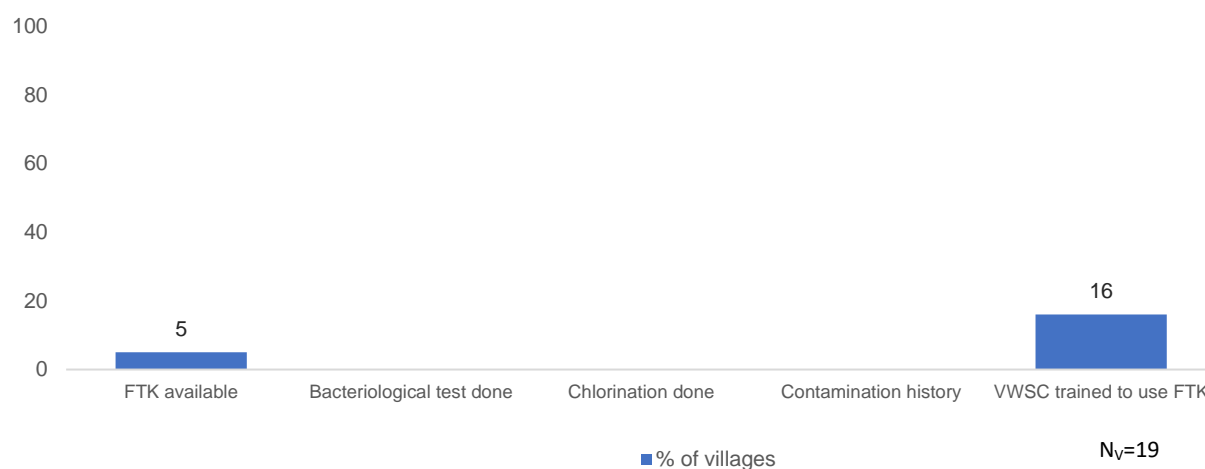 100
80
60
40
20
0
5
16
FTK available
Bacteriological test done
Chlorination done
Contamination history
VWSC trained to use FTK
% of villages
Nᵥ=19